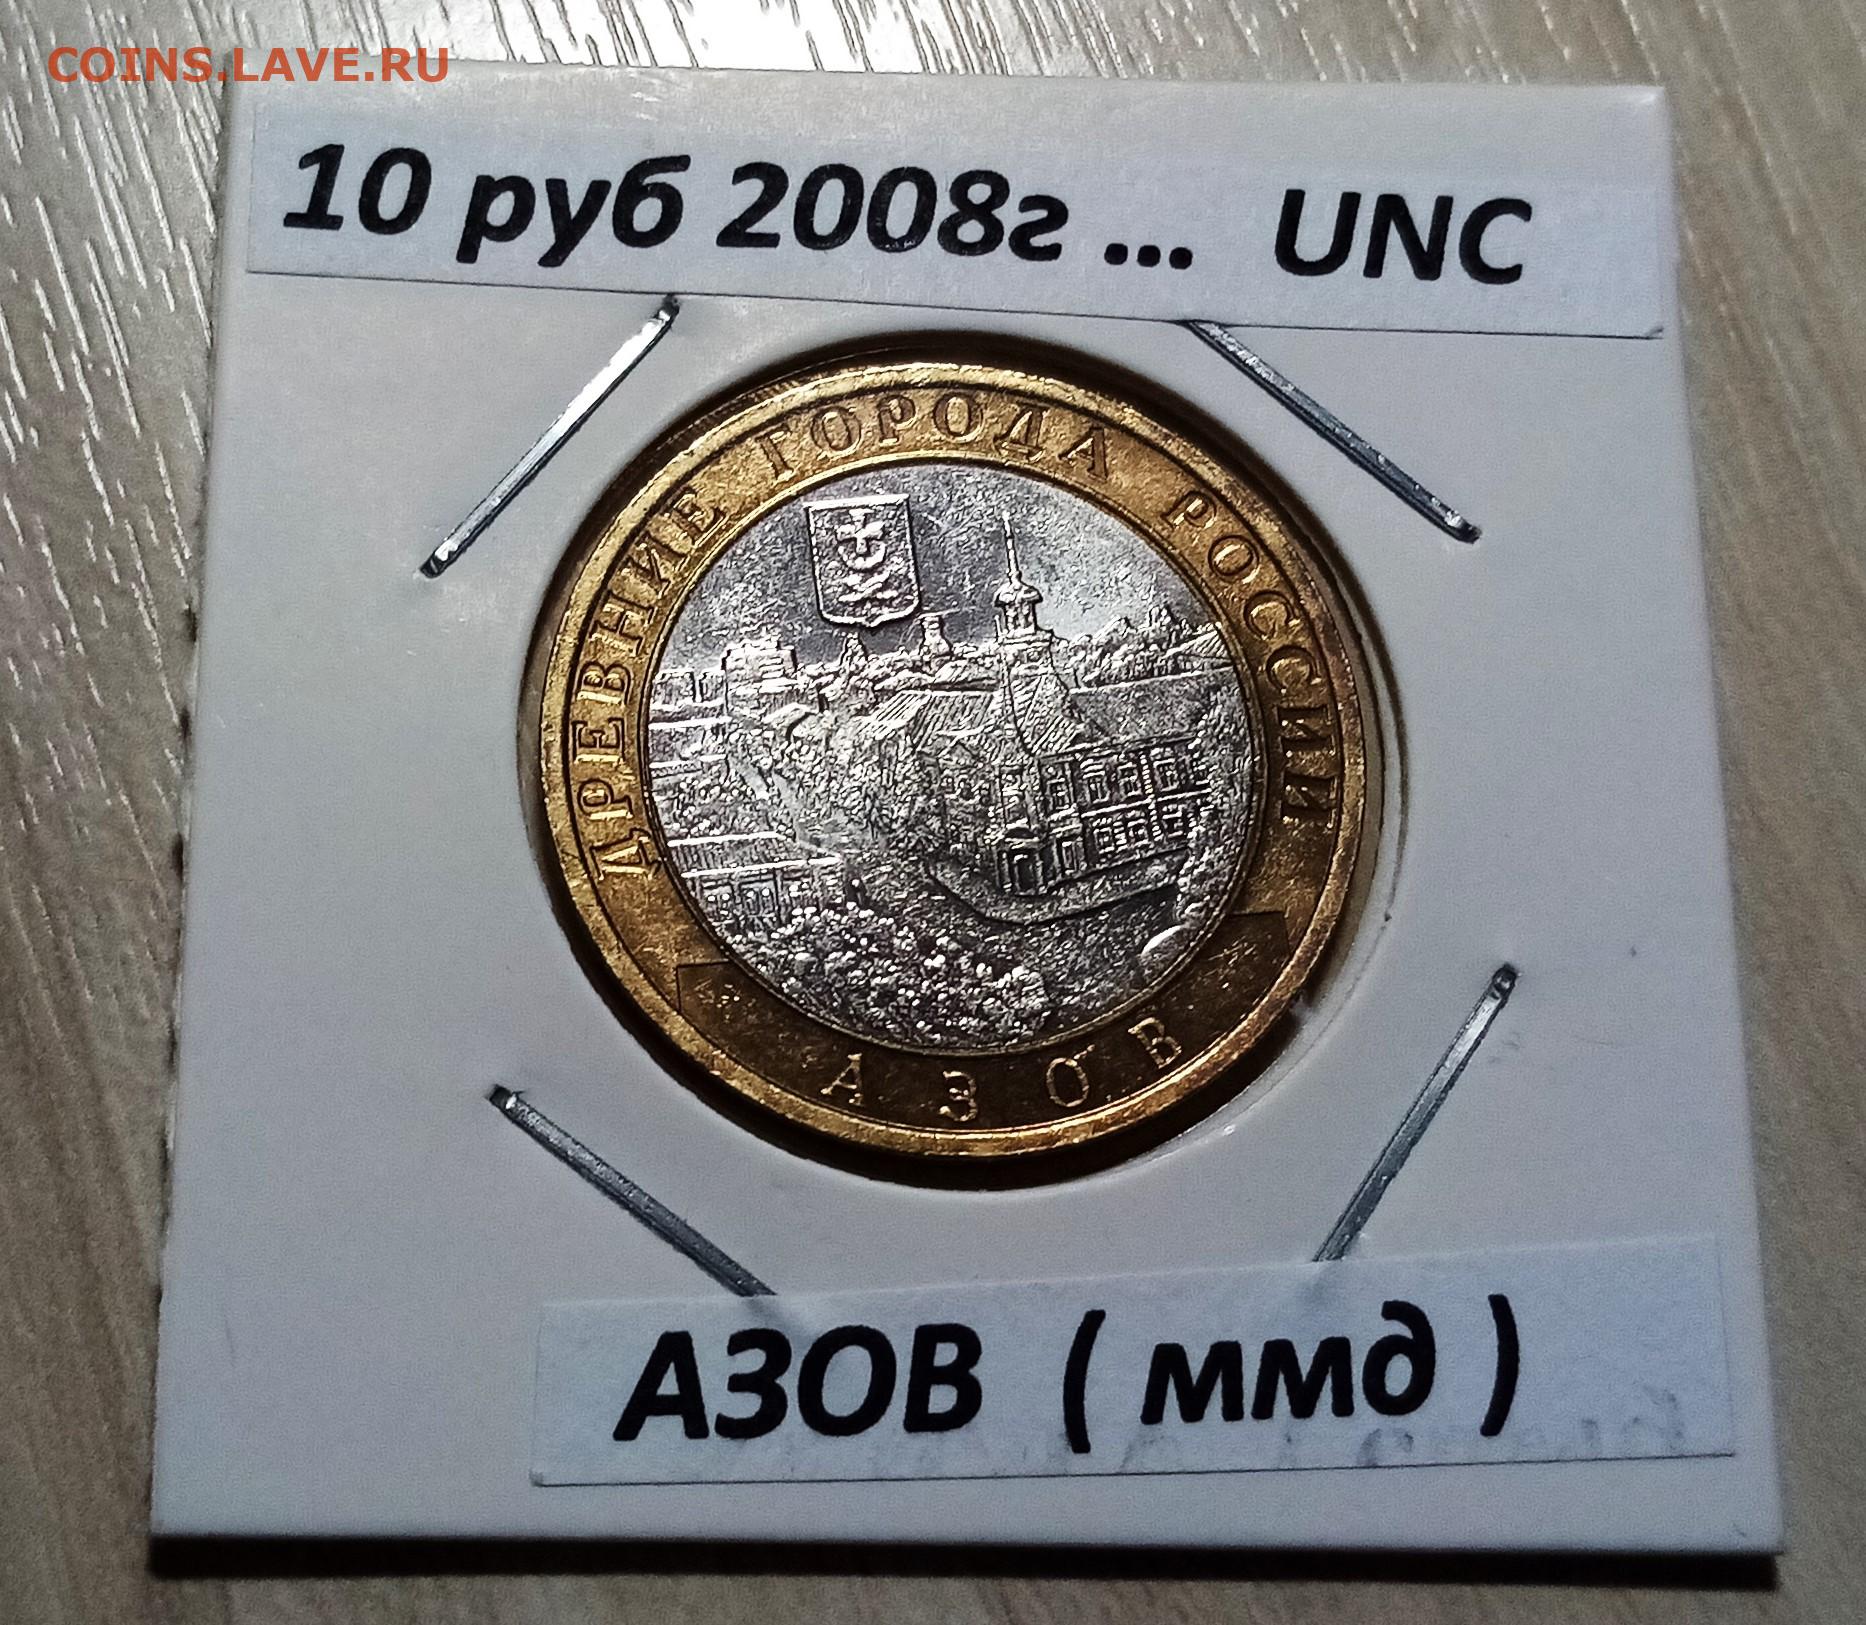 COINS.LAVE.RU
10 руб 2008г ... UNC
ДРЕВНИЕ ГОРОДА РОССИИ
АЗОВ
АЗОВ ( ммд )